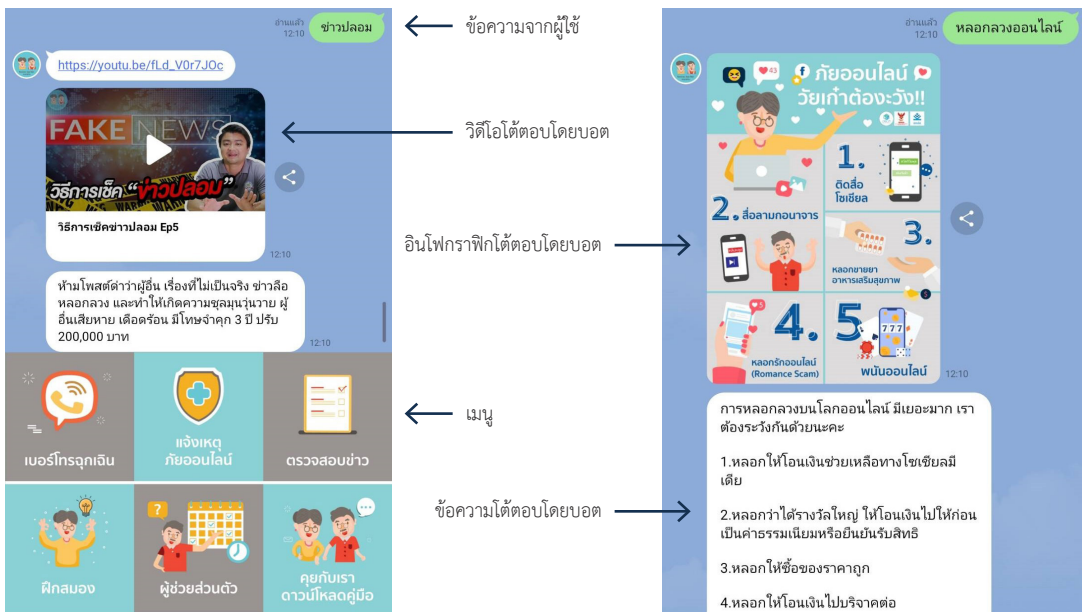 อ่านแล้ว
12:10
ข่าวปลอม
https://youtu.be/fLd_V0r7JOc
FAKE NEWS
วิธีการเช็ค "ข่าวปลอม"
วิธีการเช็คข่าวปลอม Ep5
12:10
ห้ามโพสต์ด่าว่าผู้อื่น เรื่องที่ไม่เป็นจริง ข่าวลือ
หลอกลวง และทำให้เกิดความชุลมุนวุ่นวาย ผู้
อื่นเสียหาย เดือดร้อน มีโทษจำคุก 3 ปี ปรับ
200,000 บาท
12:10
เบอร์โทรฉุกเฉิน
แจ้งเหตุ
ภัยออนไลน์
ตรวจสอบข่าว
ฝึกสมอง
ผู้ช่วยส่วนตัว
คุยกับเรา
ดาวน์โหลดคู่มือ
ข้อความจากผู้ใช้
วิดีโอโต้ตอบโดยบอต
อินโฟกราฟิกโต้ตอบโดยบอต
เมนู
ข้อความโต้ตอบโดยบอต
อ่านแล้ว
12:10
หลอกลวงออนไลน์
43
ภัยออนไลน์
วัยเก๋าต้องระวัง!!
1.
ติดสื่อ
โซเชียล
2. สื่อลามกอนาจาร
3.
หลอกขายยา
อาหารเสริมสุขภาพ
4.
หลอกรักออนไลน์
(Romance Scam)
5
777
พนันออนไลน์
12:10
การหลอกลวงบนโลกออนไลน์ มีเยอะมาก เรา
ต้องระวังกันด้วยนะคะ
1.หลอกให้โอนเงินช่วยเหลือทางโซเชียลมี
เดีย
2.หลอกว่าได้รางวัลใหญ่ ให้โอนเงินไปให้ก่อน
เป็นค่าธรรมเนียมหรือยืนยันรับสิทธิ
3.หลอกให้ซื้อของราคาถูก
4.หลอกให้โอนเงินไปบริจาคต่อ